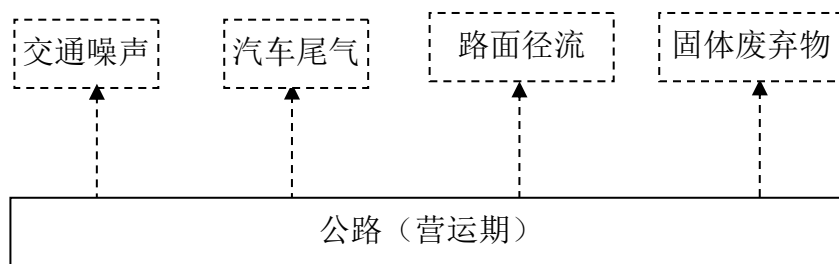 交通噪声
汽车尾气
路面径流
固体废弃物
公路（营运期）